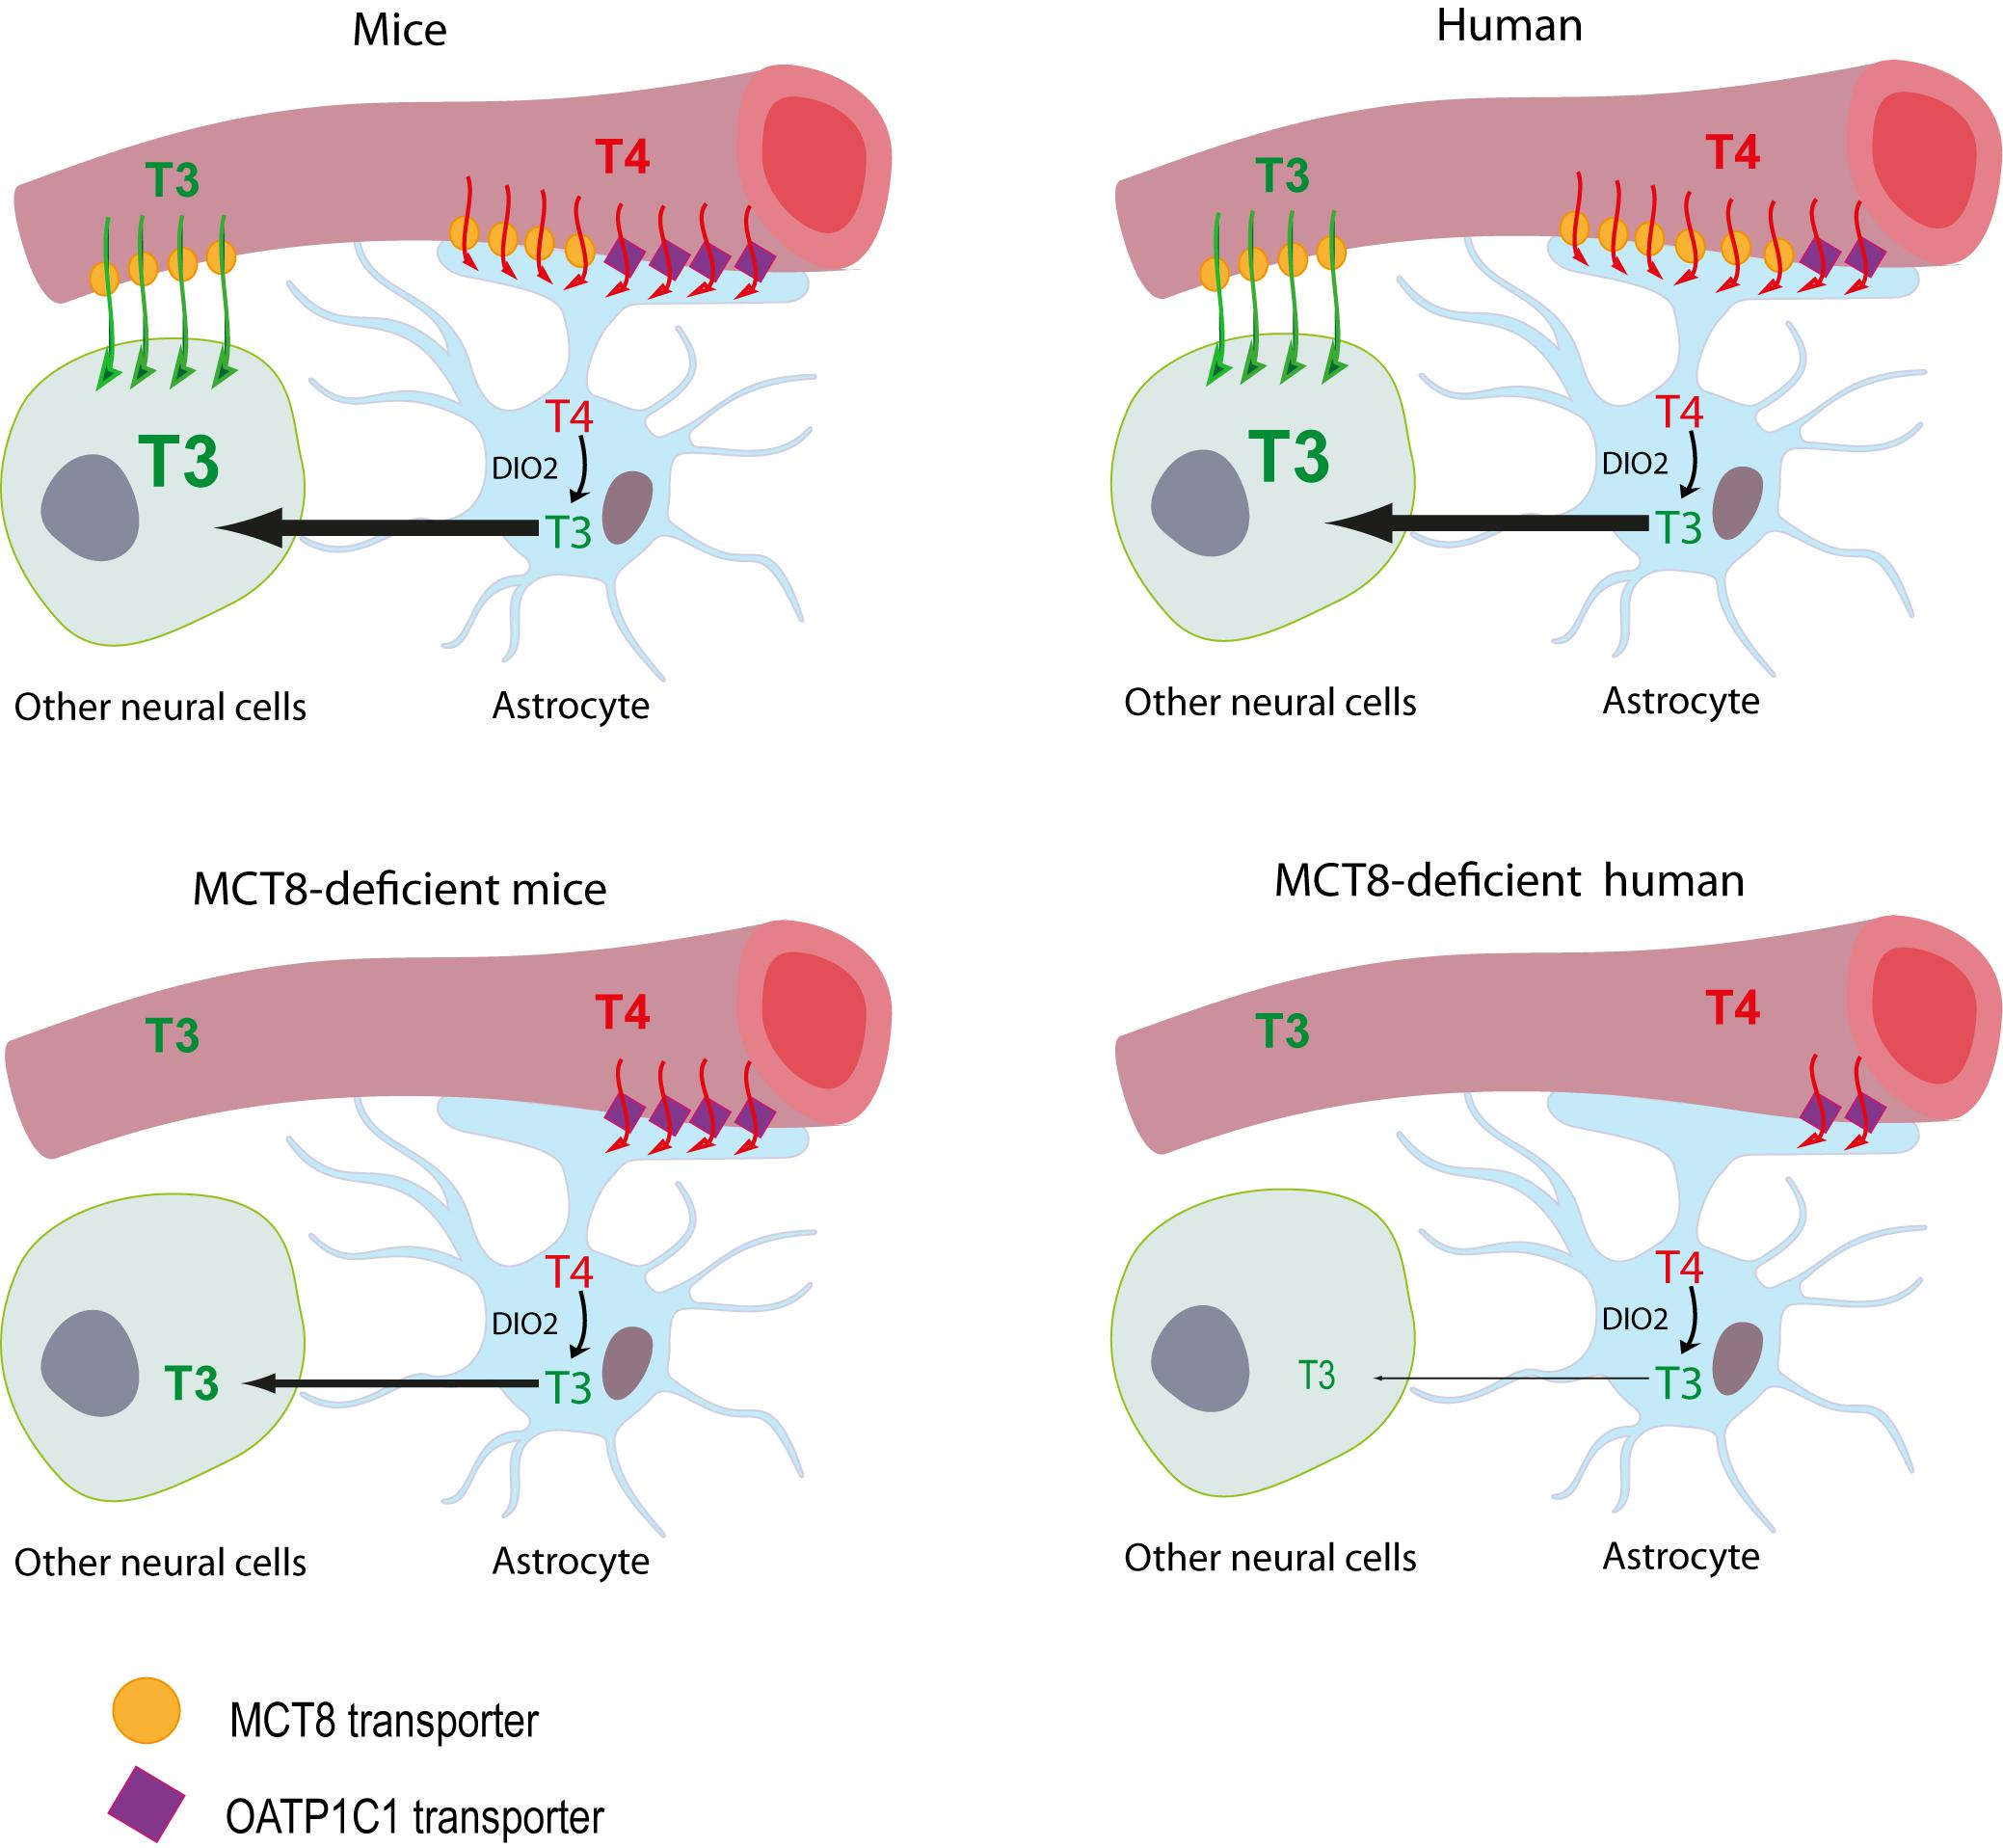 Mice
T3
T4
T4
DIO2
T3
T3
Other neural cells
Astrocyte
Human
T3
T4
T4
DIO2
T3
T3
Other neural cells
Astrocyte
MCT8-deficient mice
T3
T4
T4
DIO2
T3
T3
Other neural cells
Astrocyte
MCT8-deficient human
T3
T4
T4
DIO2
T3
T3
Other neural cells
Astrocyte
MCT8 transporter
OATP1C1 transporter